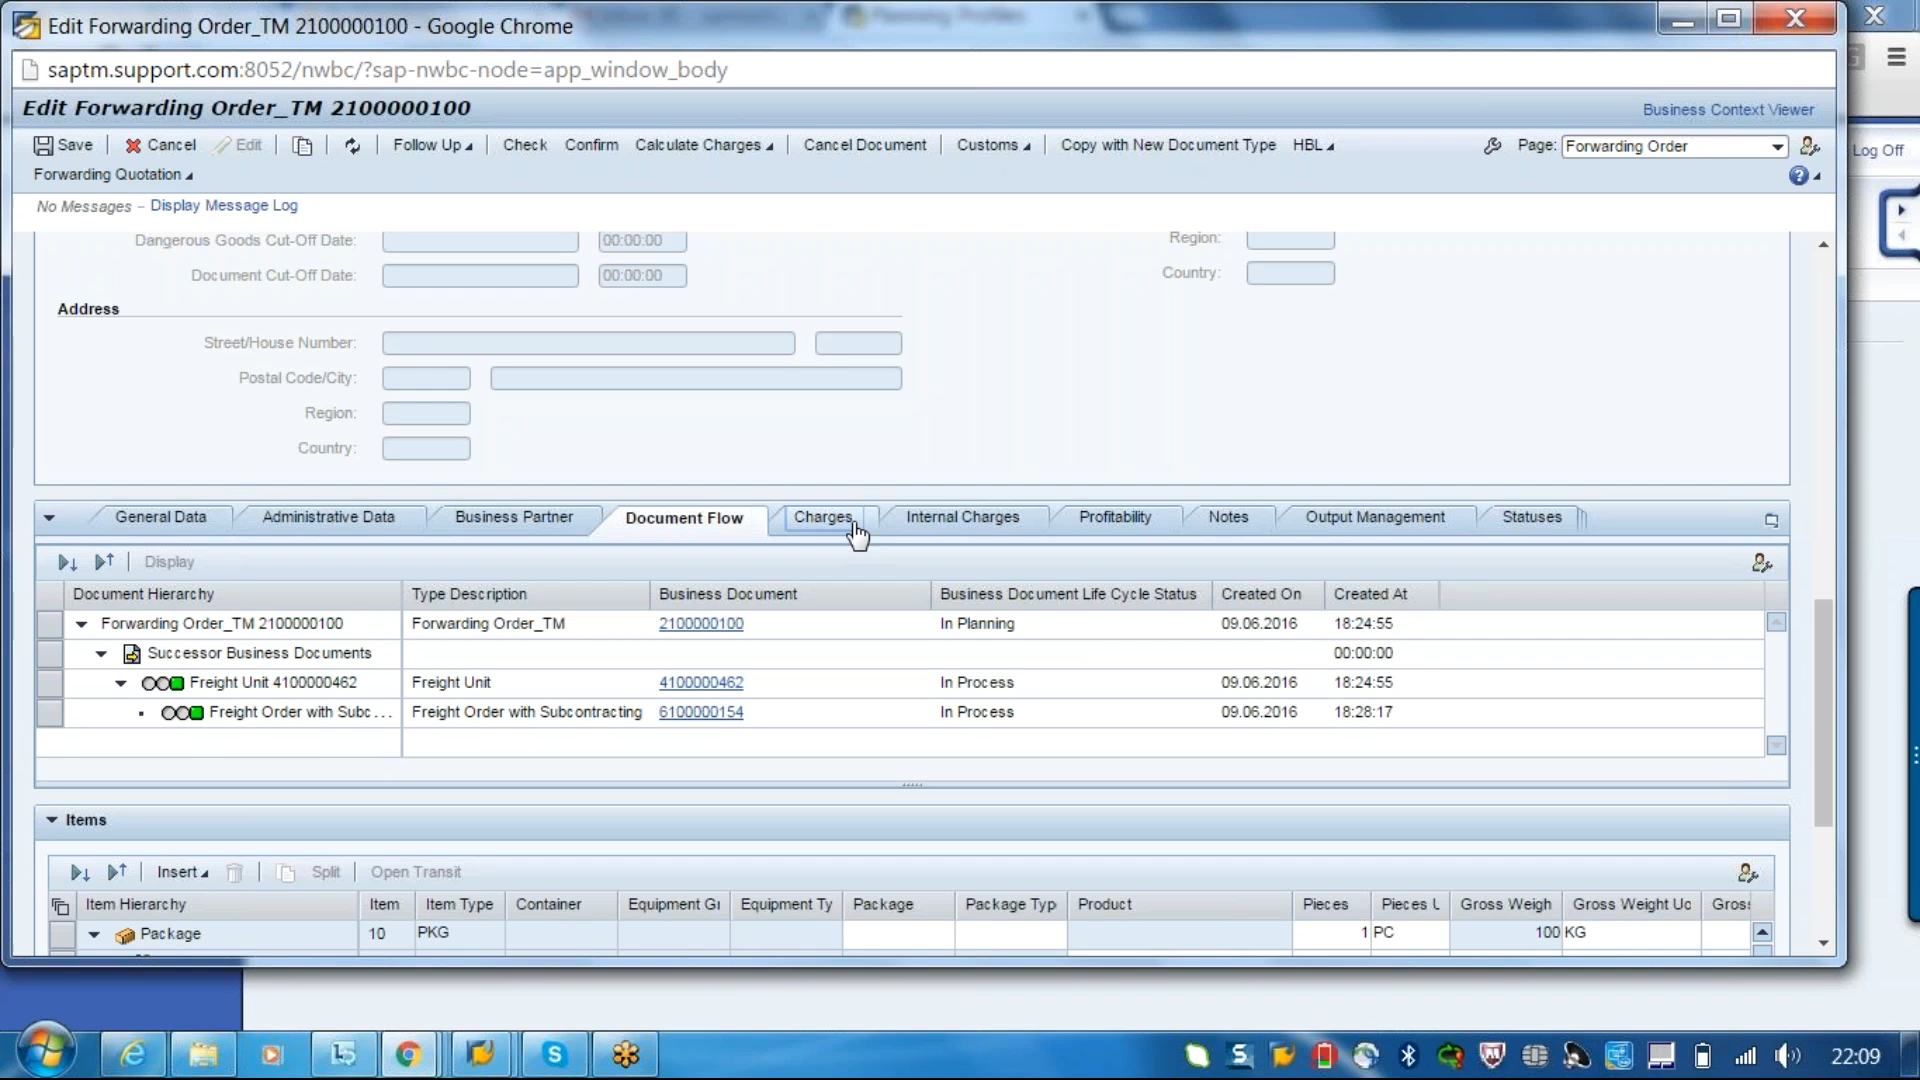 Edit Forwarding Order_TM 2100000100 - Google Chrome
saptm.support.com:8052/nwbc/?sap-nwbc-node=app_window_body
Edit Forwarding Order_TM 2100000100
Business Context Viewer
Save Cancel Edit Follow Up Check Confirm Calculate Charges Cancel Document Customs Copy with New Document Type HBL Page: Forwarding Order
Log Off
Forwarding Quotation
No Messages - Display Message Log
Dangerous Goods Cut-Off Date: 00:00:00 Region:
Document Cut-Off Date: 00:00:00 Country:
Address
Street/House Number:
Postal Code/City:
Region:
Country:
General Data Administrative Data Business Partner Document Flow Charges Internal Charges Profitability Notes Output Management Statuses
Display
Document Hierarchy Type Description Business Document Business Document Life Cycle Status Created On Created At
Forwarding Order_TM 2100000100 Forwarding Order_TM 2100000100 In Planning 09.06.2016 18:24:55
Successor Business Documents 00:00:00
Freight Unit 4100000462 Freight Unit 4100000462 In Process 09.06.2016 18:24:55
Freight Order with Subc... Freight Order with Subcontracting 6100000154 In Process 09.06.2016 18:28:17
Items
Insert Split Open Transit
Item Hierarchy Item Item Type Container Equipment Gr Equipment Ty Package Package Typ Product Pieces Pieces U Gross Weigh Gross Weight Uo Gros
Package 10 PKG 1 PC 100 KG
22:09